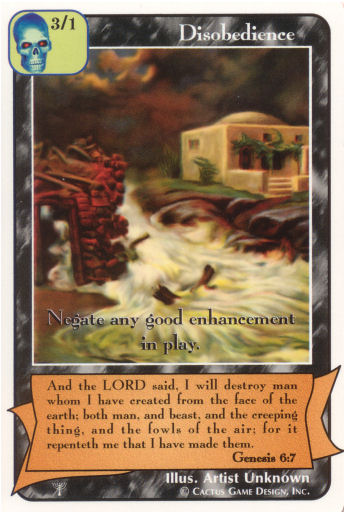 3/1
Disobedience
Negate any good enhancement
in play.
And the LORD said, I will destroy man
whom I have created from the face of the
earth; both man, and beast, and the creeping
thing, and the fowls of the air; for it
repenteth me that I have made them.
Genesis 6:7
Illus. Artist Unknown
© CACTUS GAME DESIGN, INC.